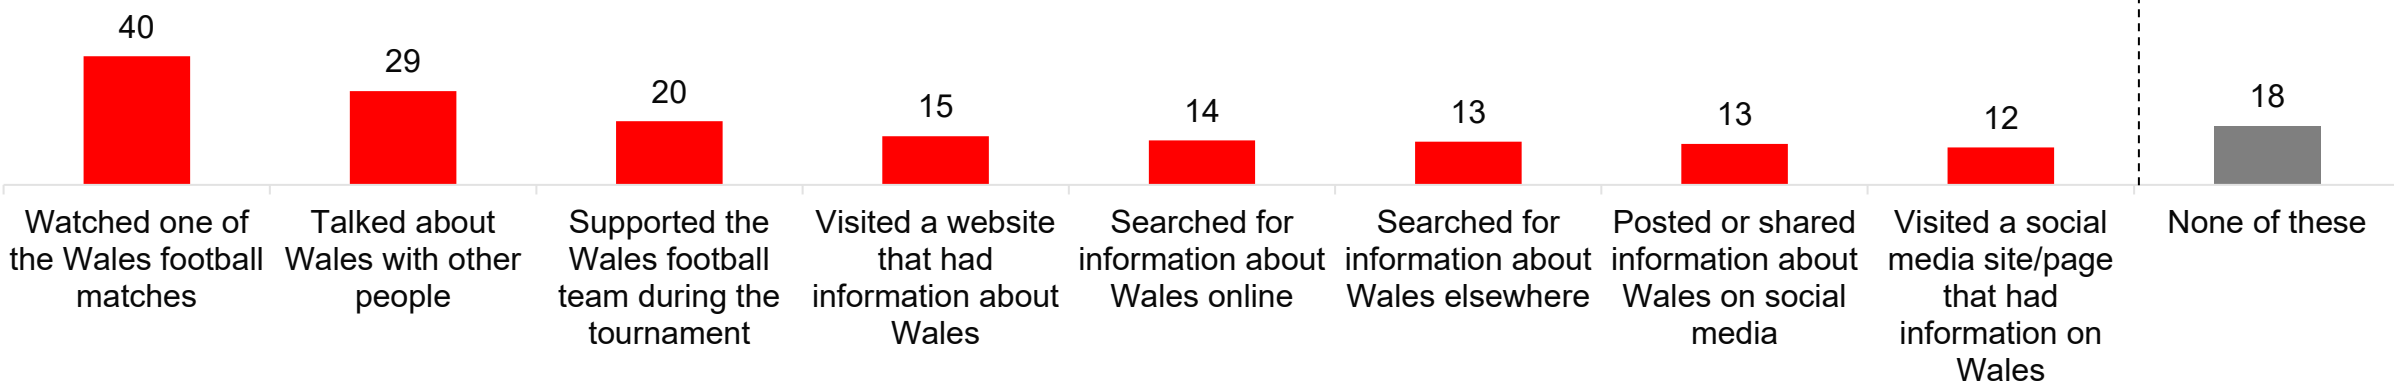 40
29
20
15
14
13
13
12
18
Watched one of
the Wales football
matches
Talked about
Wales with other
people
Supported the
Wales football
team during the
tournament
Visited a website
that had
information about
Wales
Searched for
information about
Wales online
Searched for
information about
Wales elsewhere
Posted or shared
information about
Wales on social
media
Visited a social
media site/page
that had
information on
Wales
None of these